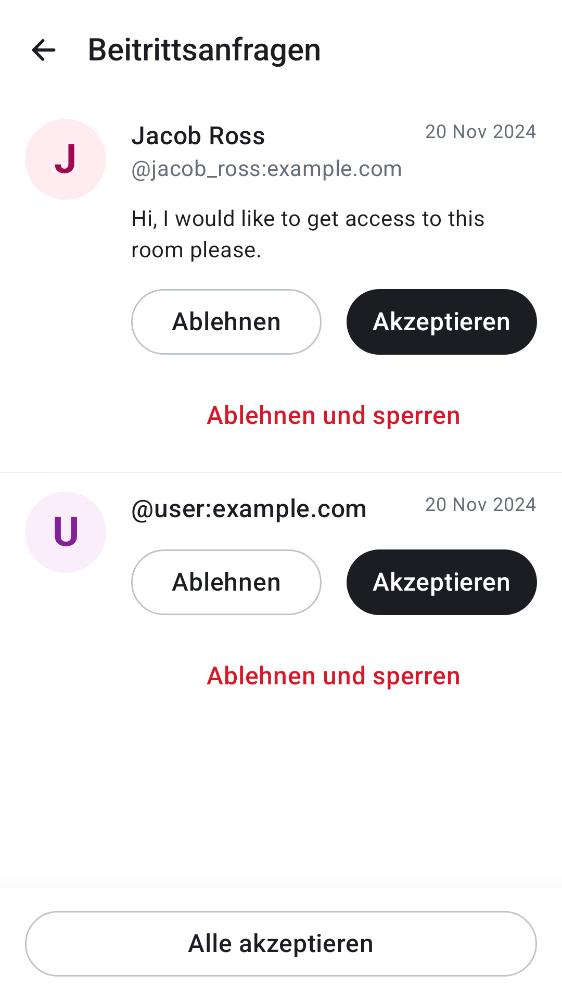 Beitrittsanfragen
J
Jacob Ross
20 Nov 2024
@jacob_ross:example.com
Hi, I would like to get access to this
room please.
Ablehnen
Akzeptieren
Ablehnen und sperren
U
@user:example.com
20 Nov 2024
Ablehnen
Akzeptieren
Ablehnen und sperren
Alle akzeptieren